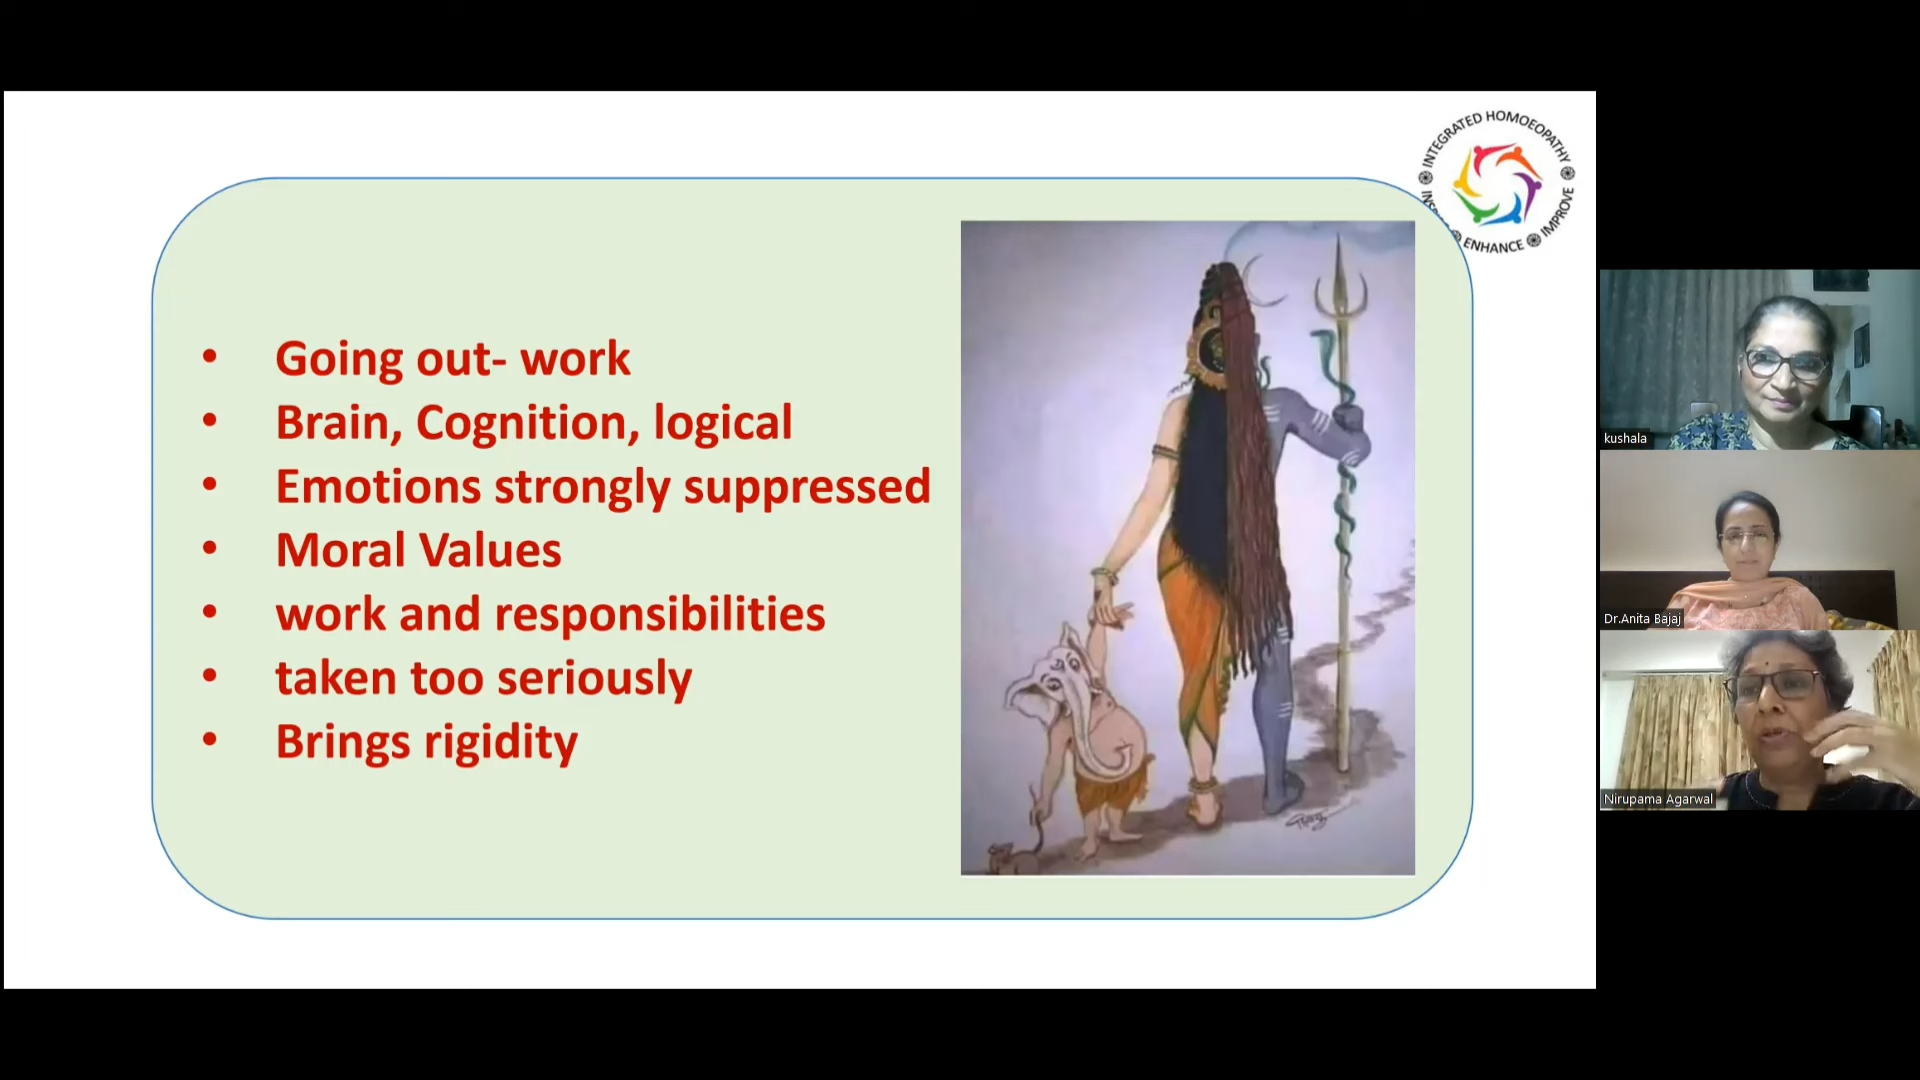 INTEGRATED HOMOEOPATHY
IMPROVE
ENHANCE
• Going out- work
• Brain, Cognition, logical
• Emotions strongly suppressed
• Moral Values
• work and responsibilities
• taken too seriously
• Brings rigidity
kushala
Dr.Anita Bajaj
Nirupama Agarwal